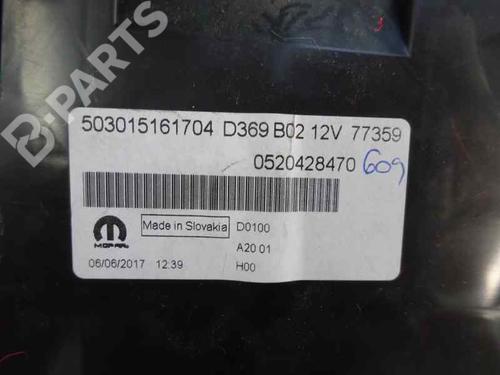 503015161704 D369 B02 12V 77359
0520428470 609
Made in Slovakia D0100
MOPAR
A20 01
06/06/2017 12:39 H00
B-PARTS